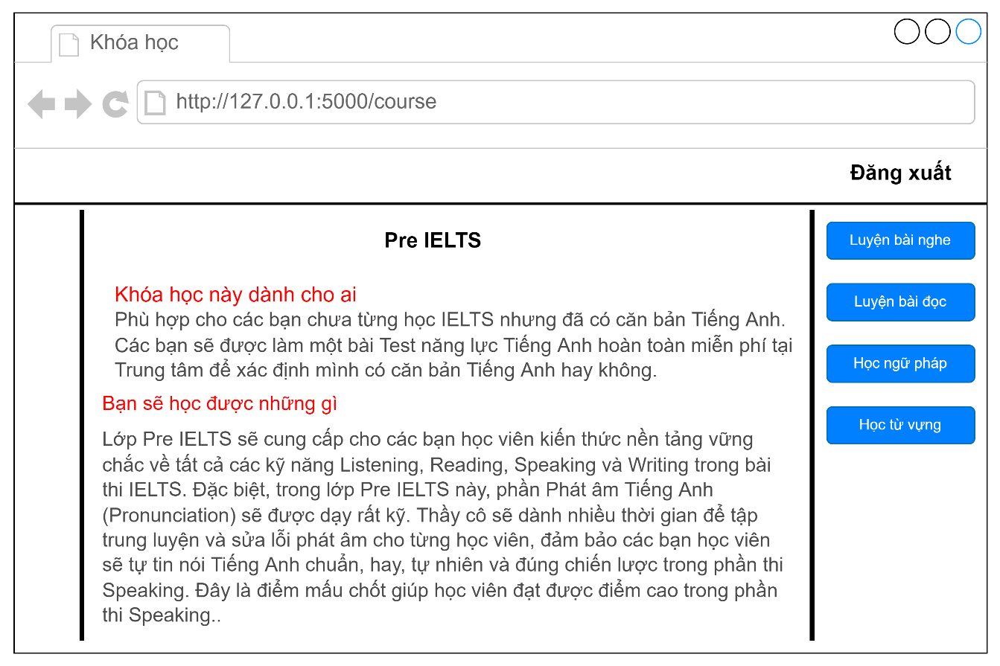 Khóa học
http://127.0.0.1:5000/course
Đăng xuất
Pre IELTS
Khóa học này dành cho ai
Phù hợp cho các bạn chưa từng học IELTS nhưng đã có căn bản Tiếng Anh.
Các bạn sẽ được làm một bài Test năng lực Tiếng Anh hoàn toàn miễn phí tại
Trung tâm để xác định mình có căn bản Tiếng Anh hay không.
Bạn sẽ học được những gì
Lớp Pre IELTS sẽ cung cấp cho các bạn học viên kiến thức nền tảng vững
chắc về tất cả các kỹ năng Listening, Reading, Speaking và Writing trong bài
thi IELTS. Đặc biệt, trong lớp Pre IELTS này, phần Phát âm Tiếng Anh
(Pronunciation) sẽ được dạy rất kỹ. Thầy cô sẽ dành nhiều thời gian để tập
trung luyện và sửa lỗi phát âm cho từng học viên, đảm bảo các bạn học viên
sẽ tự tin nói Tiếng Anh chuẩn, hay, tự nhiên và đúng chiến lược trong phần thi
Speaking. Đây là điểm mấu chốt giúp học viên đạt được điểm cao trong phần
thi Speaking..
Luyện bài nghe
Luyện bài đọc
Học ngữ pháp
Học từ vựng